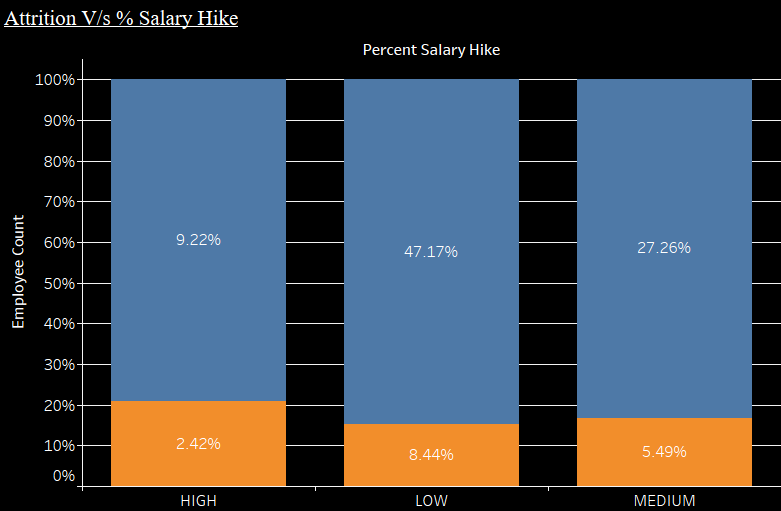 Attrition V/s % Salary Hike
Percent Salary Hike
100%
90%
80%
70%
60%
50%
40%
30%
20%
10%
0%
Employee Count
9.22%
47.17%
27.26%
2.42%
8.44%
5.49%
HIGH
LOW
MEDIUM